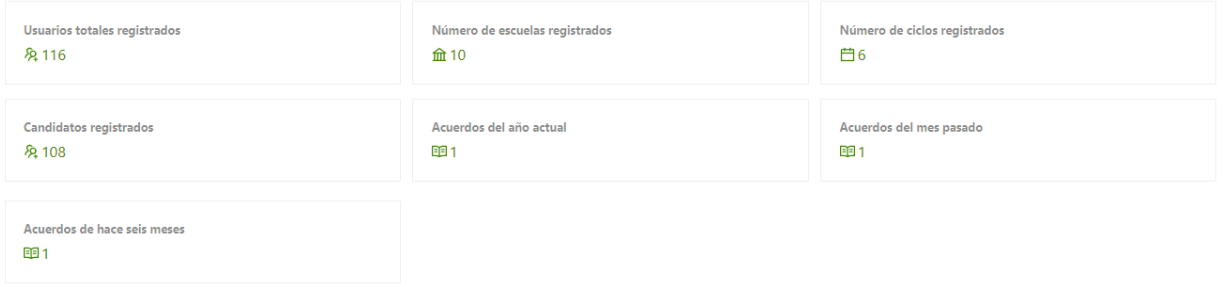 Usuarios totales registrados
116
Número de escuelas registrados
10
Número de ciclos registrados
6
Candidatos registrados
108
Acuerdos del año actual
1
Acuerdos del mes pasado
1
Acuerdos de hace seis meses
1